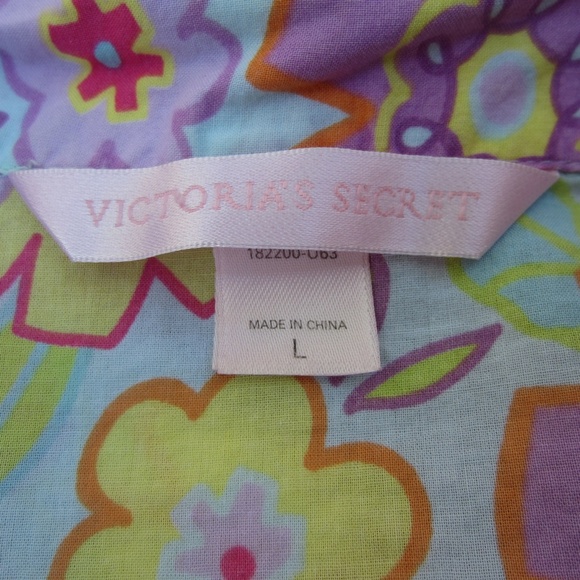 VICTORIA'S SECRET
182200-U63
MADE IN CHINA
L